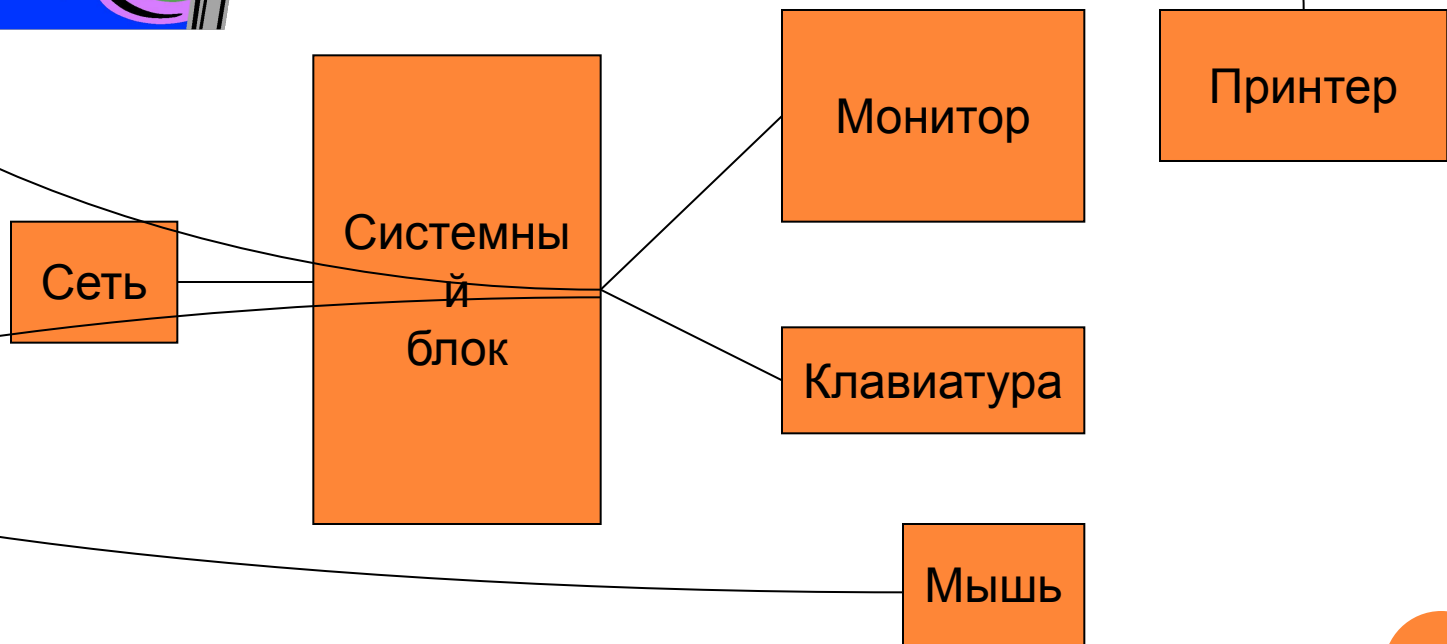 Монитор
Принтер
Сеть
Системны
й
блок
Клавиатура
Мышь